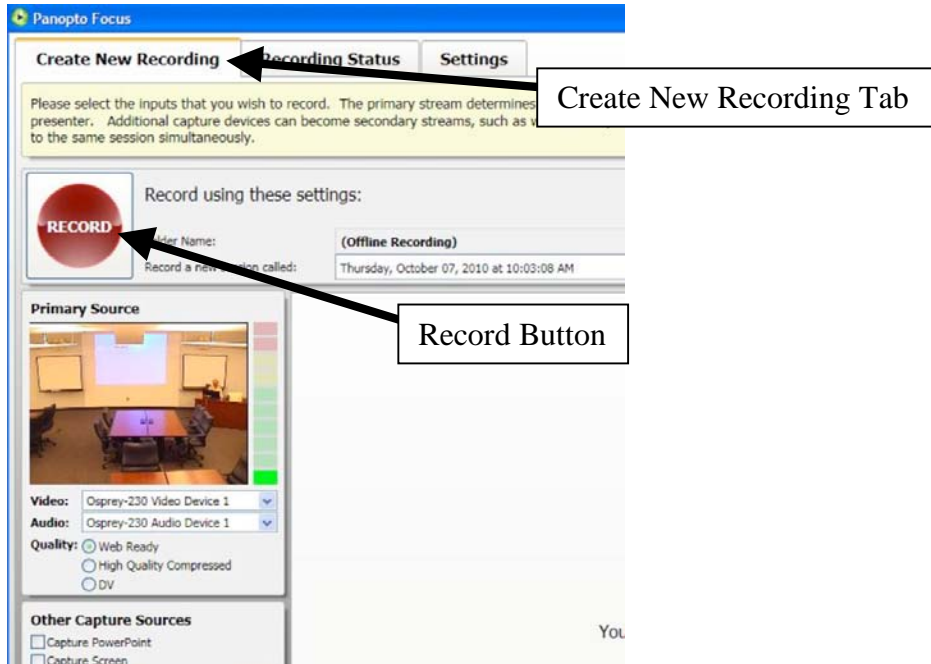 Panopto Focus
Create New Recording
Recording Status
Settings
Create New Recording Tab
Please select the inputs that you wish to record. The primary stream determines
presenter. Additional capture devices can become secondary streams, such as
to the same session simultaneously.
RECORD
Record using these settings:
Name:
(Offline Recording)
Record a new called:
Thursday, October 07, 2010 at 10:03:08 AM
Record Button
Primary Source
Video: Osprey-230 Video Device 1
Audio: Osprey-230 Audio Device 1
Quality: Web Ready
High Quality Compressed
DV
Other Capture Sources
Capture PowerPoint
Capture Screen
You